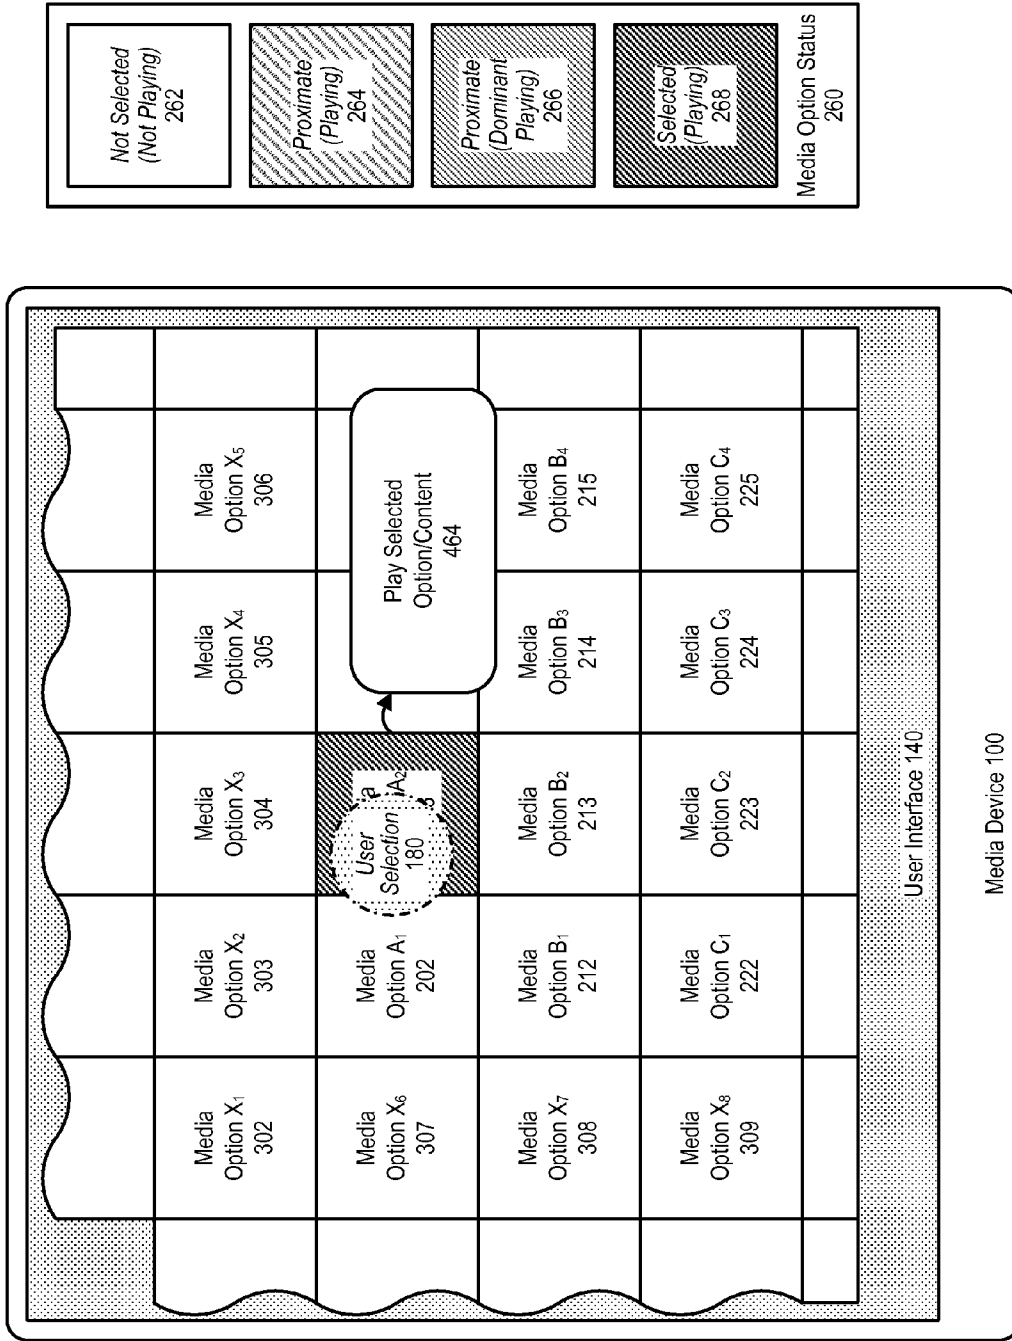 Media
Option X₁
302
Media
Option X₂
303
Media
Option X₃
304
Media
Option X₄
305
Media
Option X₅
306
Media
Option X₆
307
Media
Option A₁
202
User
Selection
180
A₂
Play Selected
Option/Content
464
Media
Option X₇
308
Media
Option B₁
212
Media
Option B₂
213
Media
Option B₃
214
Media
Option B₄
215
Media
Option X₈
309
Media
Option C₁
222
Media
Option C₂
223
Media
Option C₃
224
Media
Option C₄
225
User Interface 140
Media Device 100
Not Selected
(Not Playing)
262
Proximate
(Playing)
264
Proximate
(Dominant
Playing)
266
Selected
(Playing)
268
Media Option Status
260